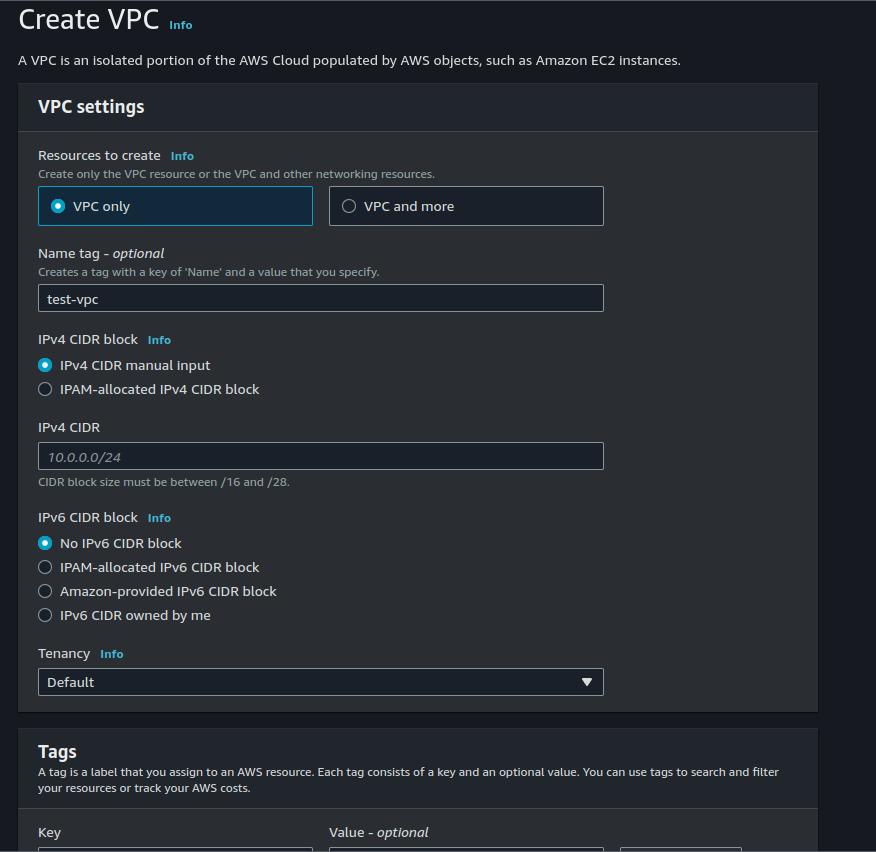 Create VPC Info
A VPC is an isolated portion of the AWS Cloud populated by AWS objects, such as Amazon EC2 instances.
VPC settings
Resources to create Info
Create only the VPC resource or the VPC and other networking resources.
VPC only
VPC and more
Name tag - optional
Creates a tag with a key of 'Name' and a value that you specify.
test-vpc
IPv4 CIDR block Info
IPv4 CIDR manual input
IPAM-allocated IPv4 CIDR block
IPv4 CIDR
10.0.0.0/24
CIDR block size must be between /16 and /28.
IPv6 CIDR block Info
No IPv6 CIDR block
IPAM-allocated IPv6 CIDR block
Amazon-provided IPv6 CIDR block
IPv6 CIDR owned by me
Tenancy Info
Default
Tags
A tag is a label that you assign to an AWS resource. Each tag consists of a key and an optional value. You can use tags to search and filter
your resources or track your AWS costs.
Key
Value - optional